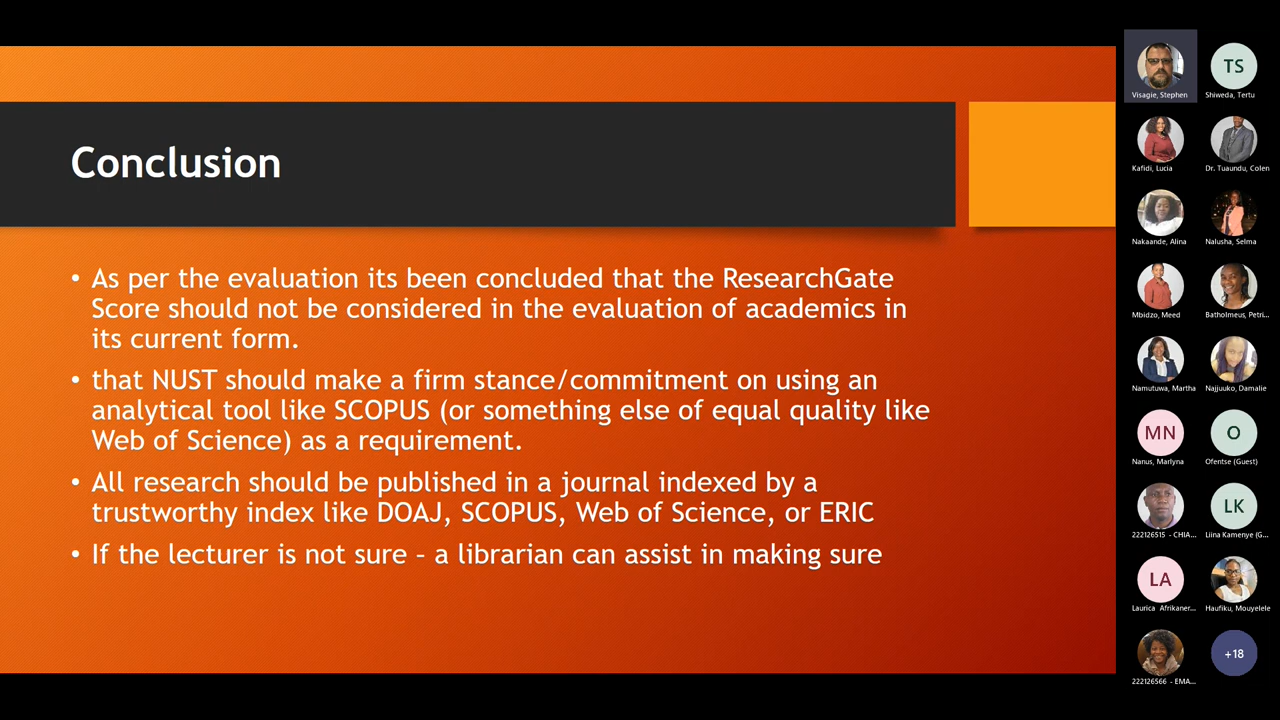 Conclusion
• As per the evaluation its been concluded that the ResearchGate
Score should not be considered in the evaluation of academics in
its current form.
• that NUST should make a firm stance/commitment on using an
analytical tool like SCOPUS (or something else of equal quality like
Web of Science) as a requirement.
• All research should be published in a journal indexed by a
trustworthy index like DOAJ, SCOPUS, Web of Science, or ERIC
• If the lecturer is not sure – a librarian can assist in making sure
TS
Visagie, Stephen
Shiweda, Tertu
Kafidi, Lucia
Dr. Tuaundu, Colen
Nakaande, Alina
Nalusha, Selma
Mbidzo, Meed
Batholmeus, Petri...
Namutuwa, Martha
Najjuuko, Damalie
MN
O
Nanus, Marlyna
Ofentse (Guest)
LK
222126515 - CHIA...
Liina Kamenye (G...
LA
Laurica Afrikaner...
Haufiku, Mouyelele
+18
222126566 - EMA...